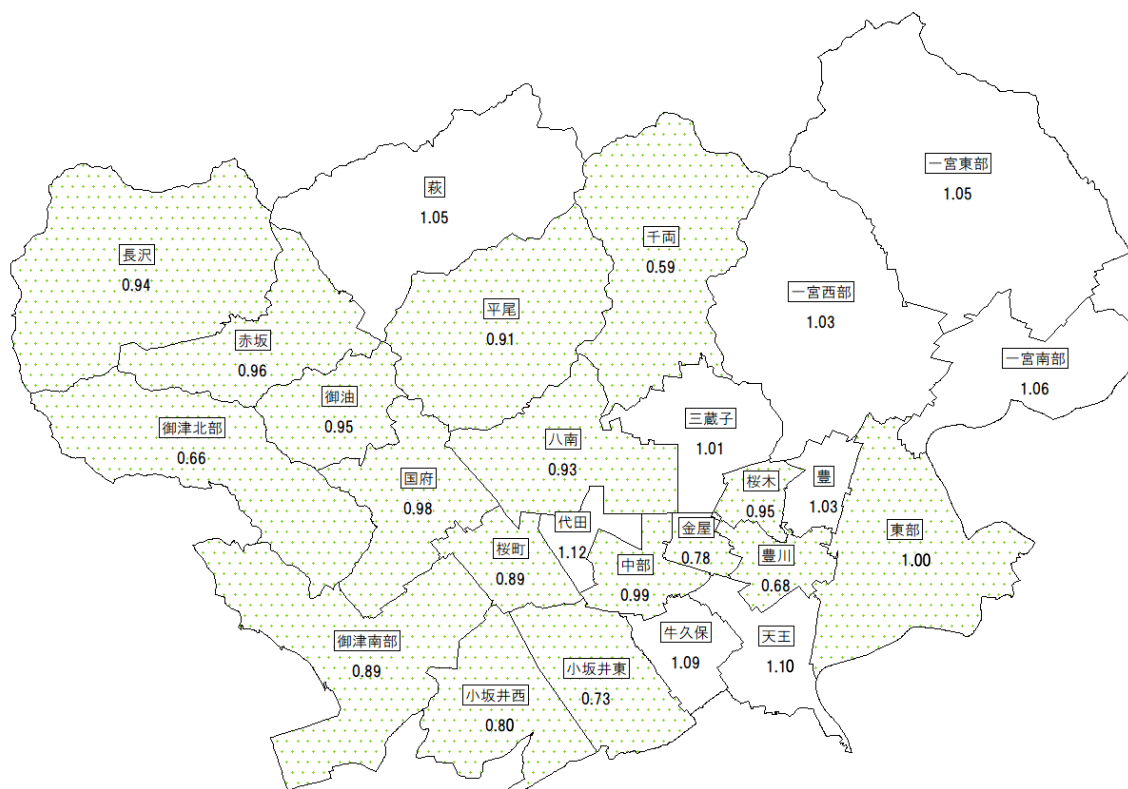 一宮東部
1.05
萩
1.05
千両
0.59
長沢
0.94
一宮西部
1.03
平尾
0.91
赤坂
0.96
一宮南部
1.06
御油
0.95
三蔵子
1.01
御津北部
0.66
八南
0.93
国府
0.98
桜木
0.95
豊
1.03
代田
1.12
金屋
0.78
東部
1.00
桜町
0.89
中部
0.99
豊川
0.68
御津南部
0.89
牛久保
1.09
天王
1.10
小坂井東
0.73
小坂井西
0.80